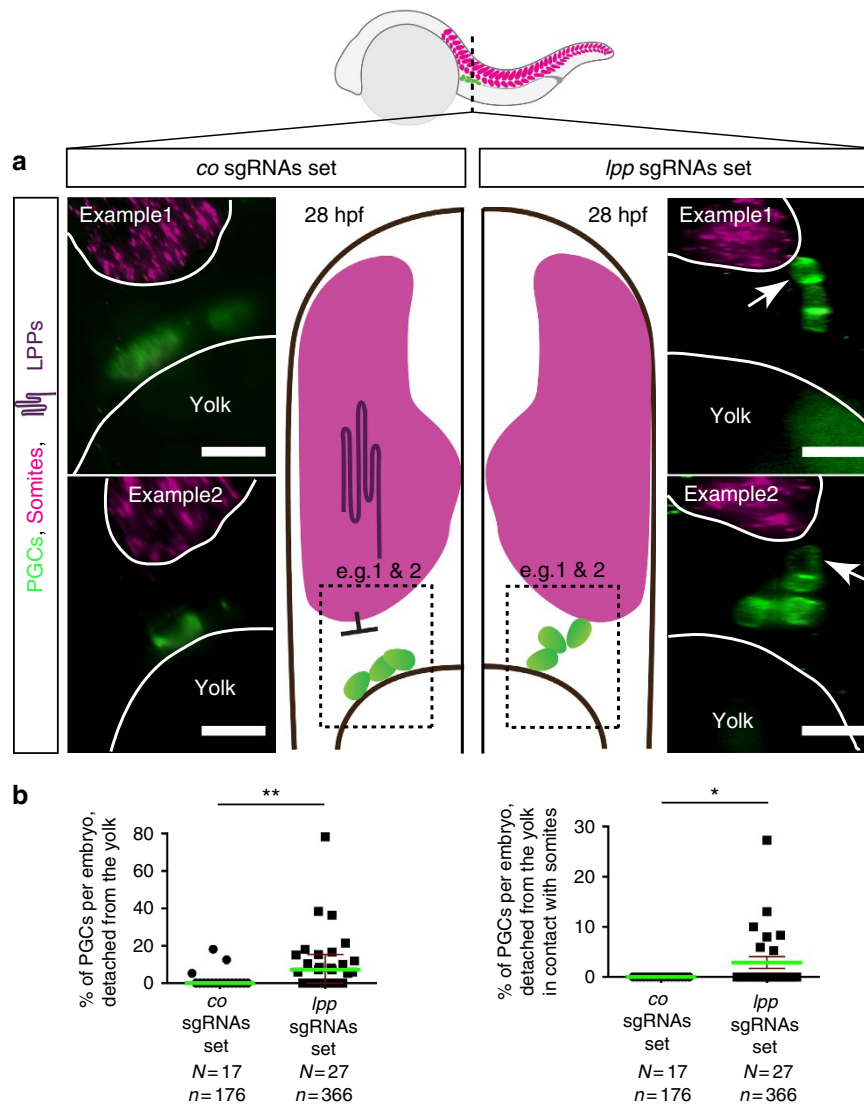 a
co sgRNAs set
lpp sgRNAs set
PGCs, Somites, LPPs
Example1
Yolk
28 hpf
28 hpf
Example1
Yolk
Example2
Yolk
e.g.1 & 2
e.g.1 & 2
Example2
Yolk
b
% of PGCs per embryo,
detached from the yolk
80
60
40
20
0
**
co
sgRNAs
set
N=17
n=176
lpp
sgRNAs
set
N=27
n=366
% of PGCs per embryo,
detached from the yolk
in contact with somites
30
20
10
0
*
co
sgRNAs
set
N=17
n=176
lpp
sgRNAs
set
N=27
n=366